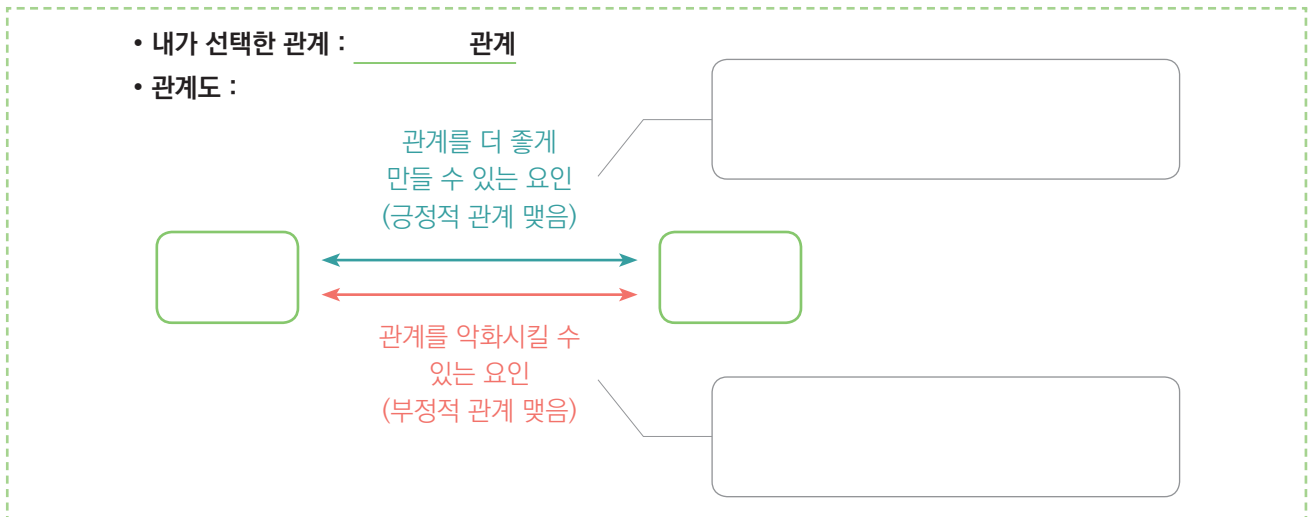 • 내가 선택한 관계 : 관계
• 관계도 :
관계를 더 좋게
만들 수 있는 요인
(긍정적 관계 맺음)
관계를 악화시킬 수
있는 요인
(부정적 관계 맺음)